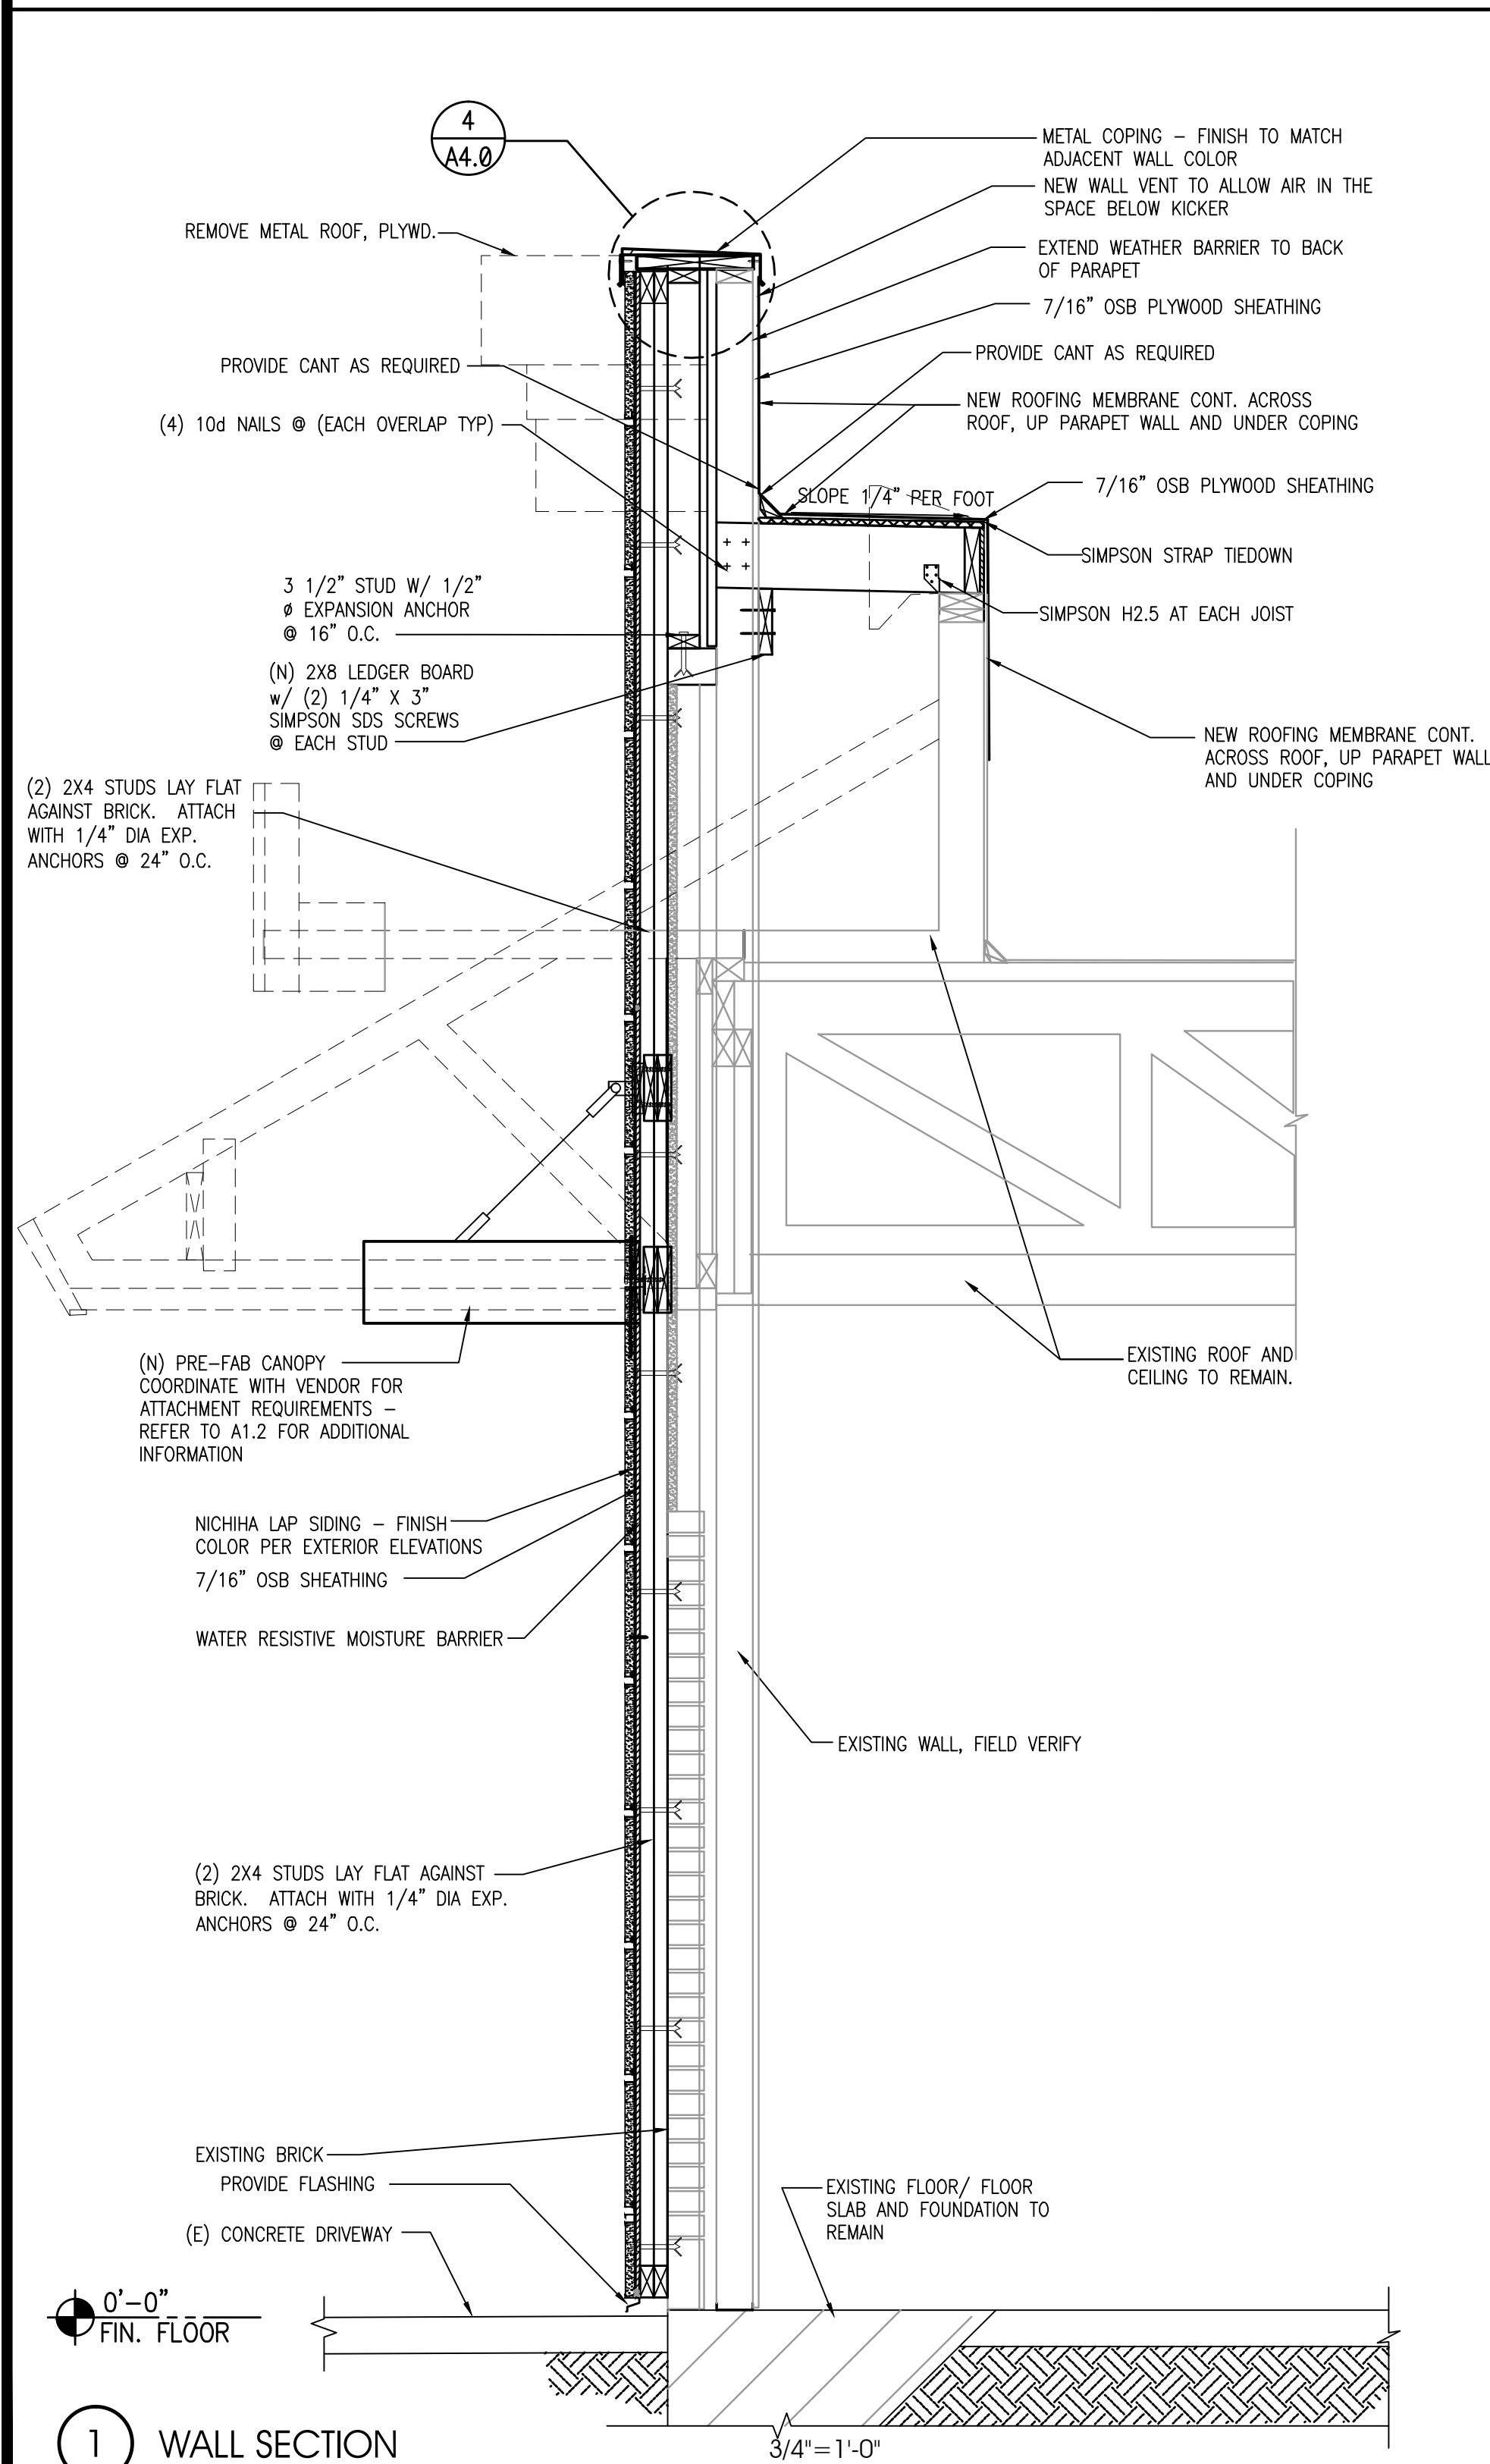 4
A4.0
METAL COPING – FINISH TO MATCH
ADJACENT WALL COLOR
NEW WALL VENT TO ALLOW AIR IN THE
SPACE BELOW KICKER
REMOVE METAL ROOF, PLYWD.
EXTEND WEATHER BARRIER TO BACK
OF PARAPET
7/16" OSB PLYWOOD SHEATHING
PROVIDE CANT AS REQUIRED
PROVIDE CANT AS REQUIRED
(4) 10d NAILS @ (EACH OVERLAP TYP)
NEW ROOFING MEMBRANE CONT. ACROSS
ROOF, UP PARAPET WALL AND UNDER COPING
SLOPE 1/4" PER FOOT
7/16" OSB PLYWOOD SHEATHING
SIMPSON STRAP TIEDOWN
3 1/2" STUD W/ 1/2"
ø EXPANSION ANCHOR
@ 16" O.C.
SIMPSON H2.5 AT EACH JOIST
(N) 2X8 LEDGER BOARD
w/ (2) 1/4" X 3"
SIMPSON SDS SCREWS
@ EACH STUD
NEW ROOFING MEMBRANE CONT.
ACROSS ROOF, UP PARAPET WALL
AND UNDER COPING
(2) 2X4 STUDS LAY FLAT
AGAINST BRICK. ATTACH
WITH 1/4" DIA EXP.
ANCHORS @ 24" O.C.
(N) PRE–FAB CANOPY
COORDINATE WITH VENDOR FOR
ATTACHMENT REQUIREMENTS –
REFER TO A1.2 FOR ADDITIONAL
INFORMATION
EXISTING ROOF AND
CEILING TO REMAIN.
NICHIHA LAP SIDING – FINISH
COLOR PER EXTERIOR ELEVATIONS
7/16" OSB SHEATHING
WATER RESISTIVE MOISTURE BARRIER
EXISTING WALL, FIELD VERIFY
(2) 2X4 STUDS LAY FLAT AGAINST
BRICK. ATTACH WITH 1/4" DIA EXP.
ANCHORS @ 24" O.C.
EXISTING BRICK
PROVIDE FLASHING
(E) CONCRETE DRIVEWAY
EXISTING FLOOR/ FLOOR
SLAB AND FOUNDATION TO
REMAIN
0'–0"
FIN. FLOOR
1
WALL SECTION
3/4"=1'-0"